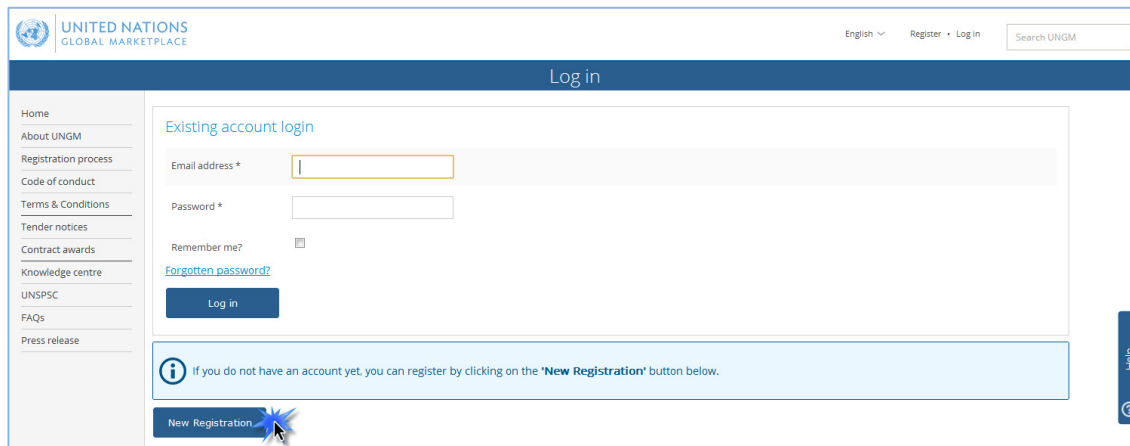 UNITED NATIONS
GLOBAL MARKETPLACE
English
Register • Log in
Search UNGM
Log in
Home
About UNGM
Registration process
Code of conduct
Terms & Conditions
Tender notices
Contract awards
Knowledge centre
UNSPSC
FAQs
Press release
Existing account login
Email address *
Password *
Remember me?
Forgotten password?
Log in
If you do not have an account yet, you can register by clicking on the 'New Registration' button below.
New Registration
Help